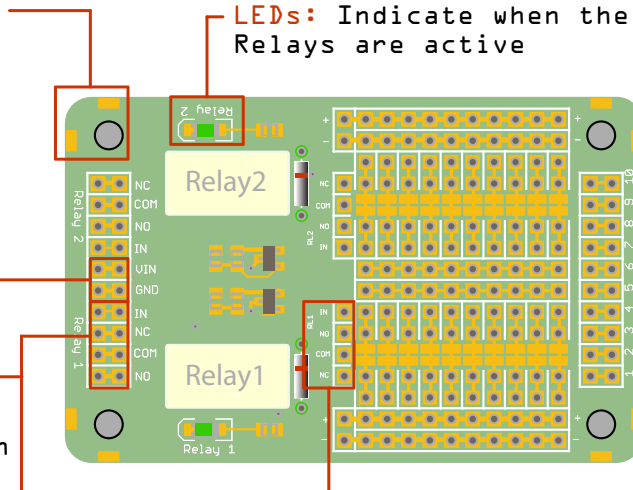 LEDs: Indicate when the
Relays are active
Relay 2
+
+
-
-
Relay2
NC
COM
NO
IN
VIN
GND
IN
NC
COM
NO
Relay 2
Relay 1
NC
COM
NO
IN
RL2
IN
NO
COM
NC
RL1
10
9
8
7
6
5
4
3
2
1
Relay1
+
+
-
-
Relay 1
n